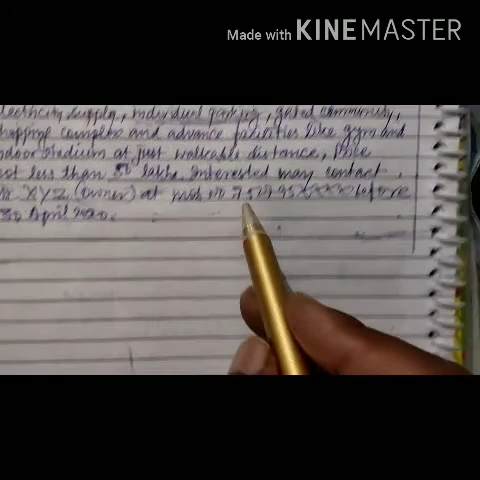 Made with KINEMASTER
electricity supply, individual parking, gated community,
shopping complex and advance facilities like gym and
indoor stadium at just walkable distance, Price
not less than 50 lakhs. Interested may contact.
XYZ (owner) at mob no before
30 April 2020.